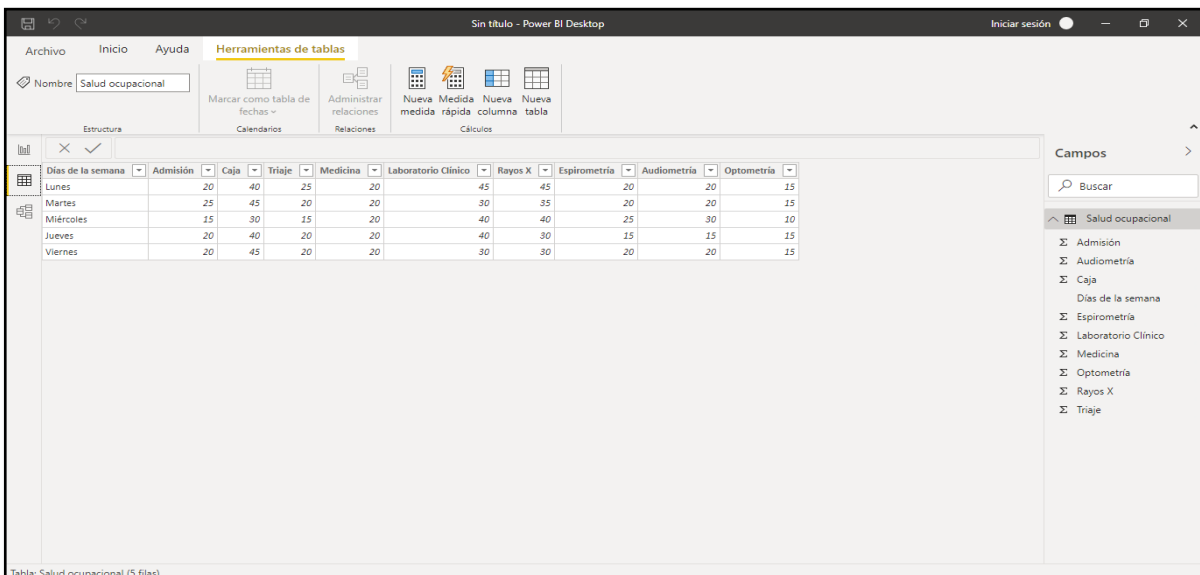 Sin título - Power BI Desktop
Iniciar sesión
Archivo Inicio Ayuda Herramientas de tablas
Nombre Salud ocupacional
Marcar como tabla de fechas
Administrar relaciones
Nueva medida
Medida rápida
Nueva columna
Nueva tabla
Estructura Calendarios Relaciones Cálculos
Días de la semana Admisión Caja Triaje Medicina Laboratorio Clínico Rayos X Espirometría Audiometría Optometría
Lunes 20 40 25 20 45 45 20 20 15
Martes 25 45 20 20 30 35 20 20 15
Miércoles 15 30 15 20 40 40 25 30 10
Jueves 20 40 20 20 40 30 15 15 15
Viernes 20 45 20 20 30 30 20 20 15
Campos
Buscar
Salud ocupacional
Σ Admisión
Σ Audiometría
Σ Caja
Días de la semana
Σ Espirometría
Σ Laboratorio Clínico
Σ Medicina
Σ Optometría
Σ Rayos X
Σ Triaje
Tabla: Salud ocupacional (5 filas)